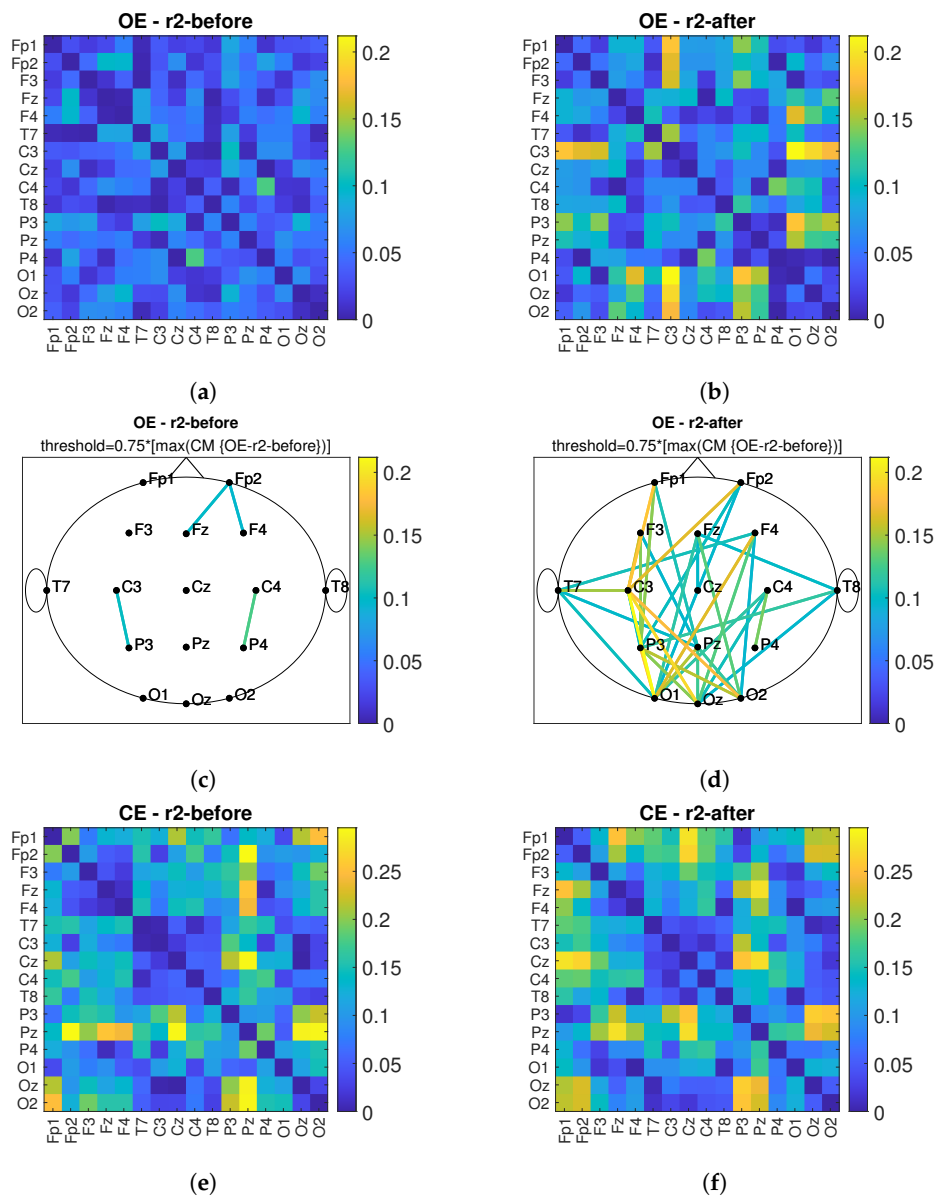 OE - r2-before
Fp1
Fp2
F3
Fz
F4
T7
C3
Cz
C4
T8
P3
Pz
P4
O1
Oz
O2
Fp1 Fp2 F3 Fz F4 T7 C3 Cz C4 T8 P3 Pz P4 O1 Oz O2
0.2
0.15
0.1
0.05
0
(a)
OE - r2-after
Fp1
Fp2
F3
Fz
F4
T7
C3
Cz
C4
T8
P3
Pz
P4
O1
Oz
O2
Fp1 Fp2 F3 Fz F4 T7 C3 Cz C4 T8 P3 Pz P4 O1 Oz O2
0.2
0.15
0.1
0.05
0
(b)
OE - r2-before
threshold=0.75*[max(CM {OE-r2-before})]
Fp1 Fp2
F3 Fz F4
T7 C3 Cz C4 T8
P3 Pz P4
O1 Oz O2
0.2
0.15
0.1
0.05
0
(c)
OE - r2-after
threshold=0.75*[max(CM {OE-r2-before})]
Fp1 Fp2
F3 Fz F4
T7 C3 Cz C4 T8
P3 Pz P4
O1 Oz O2
0.2
0.15
0.1
0.05
0
(d)
CE - r2-before
Fp1
Fp2
F3
Fz
F4
T7
C3
Cz
C4
T8
P3
Pz
P4
O1
Oz
O2
Fp1 Fp2 F3 Fz F4 T7 C3 Cz C4 T8 P3 Pz P4 O1 Oz O2
0.25
0.2
0.15
0.1
0.05
0
(e)
CE - r2-after
Fp1
Fp2
F3
Fz
F4
T7
C3
Cz
C4
T8
P3
Pz
P4
O1
Oz
O2
Fp1 Fp2 F3 Fz F4 T7 C3 Cz C4 T8 P3 Pz P4 O1 Oz O2
0.25
0.2
0.15
0.1
0.05
0
(f)